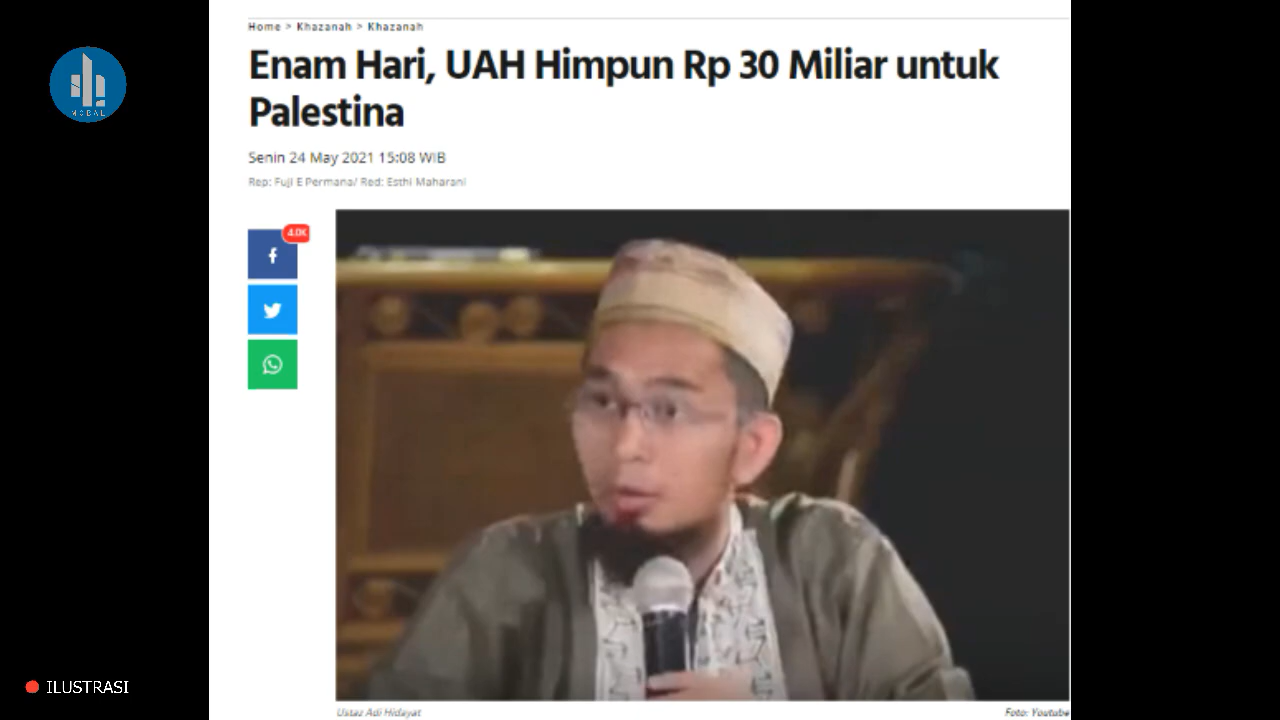 Home > Khazanah > Khazanah
Enam Hari, UAH Himpun Rp 30 Miliar untuk
Palestina
Senin 24 May 2021 15:08 WIB
Rep: Fuji E Permana/ Red: Esthi Maharani
4.0K
MOBAL
ILUSTRASI
Ustaz Adi Hidayat
Foto: Youtube